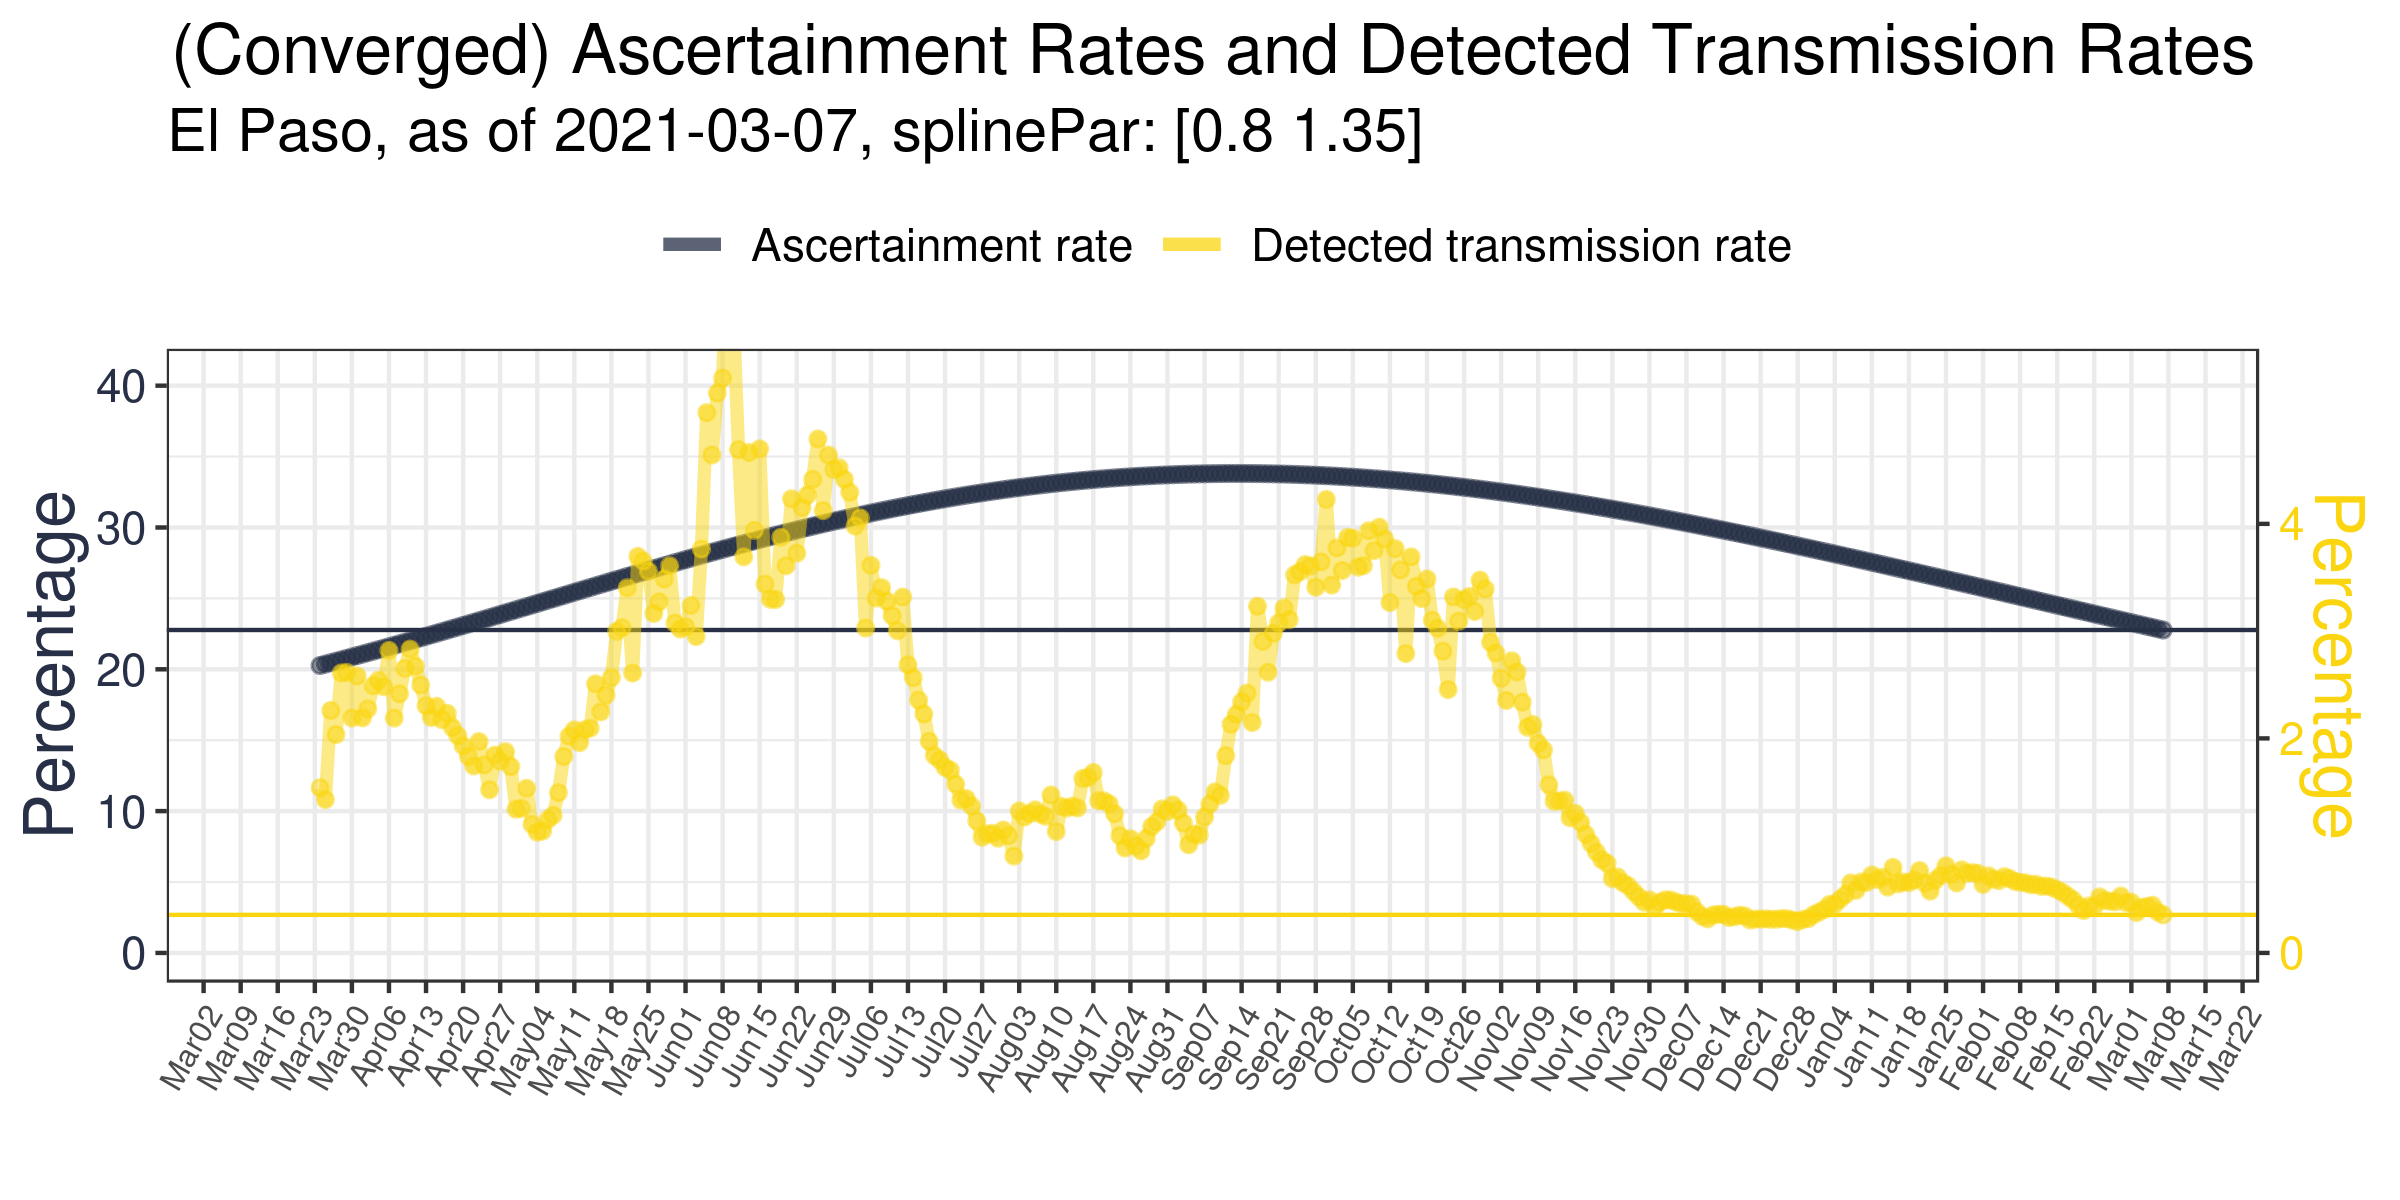 (Converged) Ascertainment Rates and Detected Transmission Rates
El Paso, as of 2021-03-07, splinePar: [0.8 1.35]
Ascertainment rate
Detected transmission rate
Percentage
40
30
20
10
0
4
2
0
Percentage
Mar02
Mar09
Mar16
Mar23
Mar30
Apr06
Apr13
Apr20
Apr27
May04
May11
May18
May25
Jun01
Jun08
Jun15
Jun22
Jun29
Jul06
Jul13
Jul20
Jul27
Aug03
Aug10
Aug17
Aug24
Aug31
Sep07
Sep14
Sep21
Sep28
Oct05
Oct12
Oct19
Oct26
Nov02
Nov09
Nov16
Nov23
Nov30
Dec07
Dec14
Dec21
Dec28
Jan04
Jan11
Jan18
Jan25
Feb01
Feb08
Feb15
Feb22
Mar01
Mar08
Mar15
Mar22